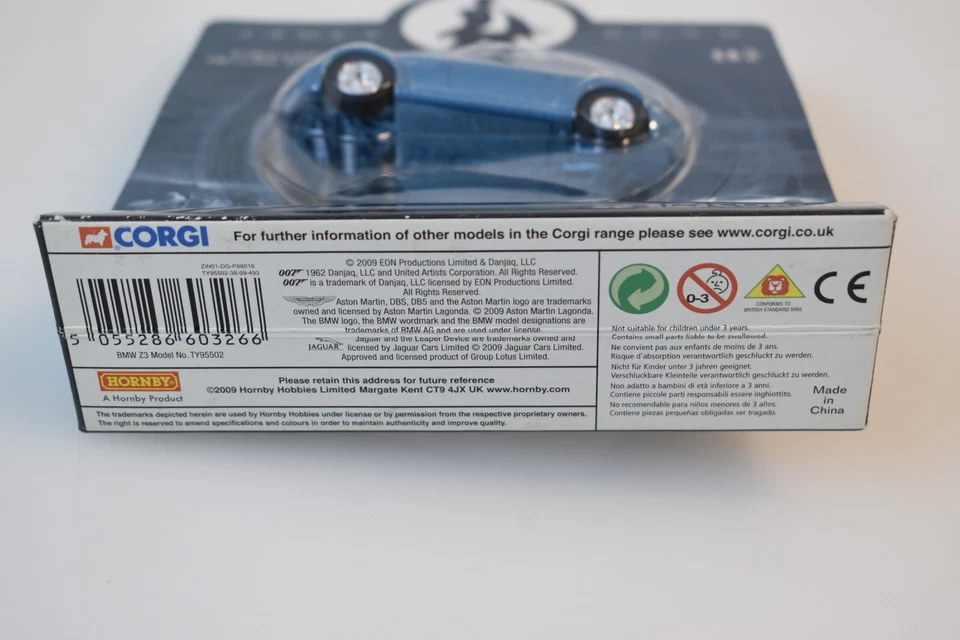 CORGI
For further information of other models in the Corgi range please see www.corgi.co.uk
ZIN01-DG-P88018
TY95502-38-09-493
5 055286 603266
BMW Z3 Model No. TY95502
© 2009 EON Productions Limited & Danjaq, LLC
007 1962 Danjaq, LLC and United Artists Corporation. All Rights Reserved.
007 is a trademark of Danjaq, LLC licensed by EON Productions Limited.
All Rights Reserved.
Aston Martin, DBS, DB5 and the Aston Martin logo are trademarks
owned and licensed by Aston Martin Lagonda. © 2009 Aston Martin Lagonda.
The BMW logo, the BMW wordmark and the BMW model designations are
trademarks of BMW AG and are used under license.
Jaguar and the Leaper Device are trademarks owned and
JAGUAR licensed by Jaguar Cars Limited © 2009 Jaguar Cars Limited.
Approved and licensed product of Group Lotus Limited.
HORNBY
A Hornby Product
Please retain this address for future reference
©2009 Hornby Hobbies Limited Margate Kent CT9 4JX UK www.hornby.com
The trademarks depicted herein are used by Hornby Hobbies under license or by permission from the respective proprietary owners.
The right is reserved to amend specifications and colours in order to maintain authenticity and improve quality.
0-3
CONFORMS TO
BRITISH STANDARD 5665
CE
Not suitable for children under 3 years.
Contains small parts liable to be swallowed.
Ne convient pas aux enfants de moins de 3 ans.
Risque d'absorption verantwortlich geschluckt zu werden.
Nicht für Kinder unter 3 jahren geeignet.
Verschluckbare Kleinteile verantwortlich geschluckt zu werden.
Non adatto a bambini di età inferiore a 3 anni.
Contiene piccole parti responsabili essere inghiottito.
No recomendable para niños menores de 3 años.
Contiene piezas pequeñas obligadas ser tragado.
Made
in
China